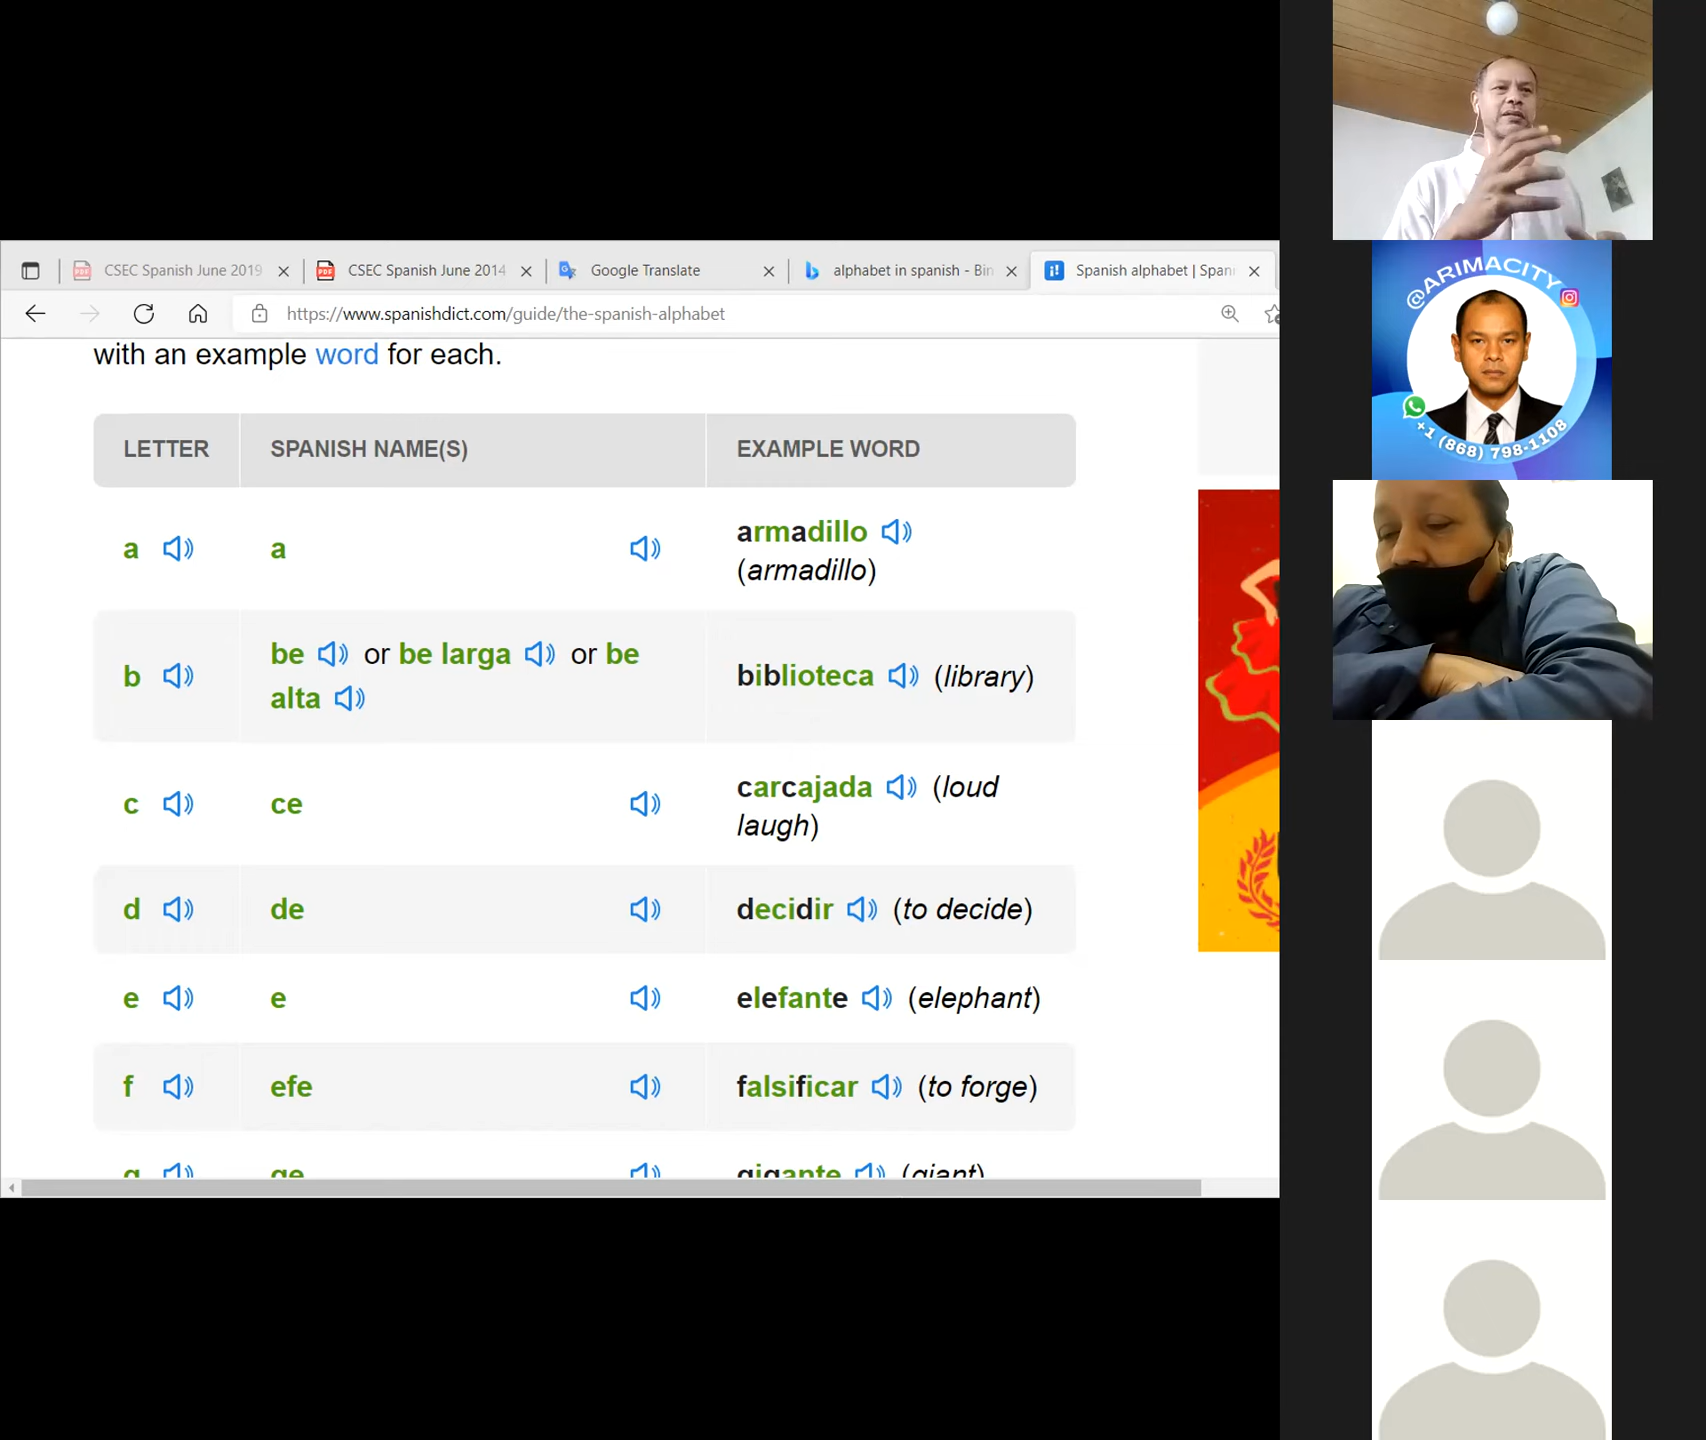 CSEC Spanish June 2019
CSEC Spanish June 2014
Google Translate
alphabet in spanish - Bin
Spanish alphabet | Span
https://www.spanishdict.com/guide/the-spanish-alphabet
with an example word for each.
LETTER SPANISH NAME(S) EXAMPLE WORD
a a armadillo
(armadillo)
b be or be larga or be
alta
biblioteca (library)
c ce carcajada (loud
laugh)
d de decidir (to decide)
e e elefante (elephant)
f efe falsificar (to forge)
g ge gigante (giant)
@ARIMACITY
+1 (868) 798-1108